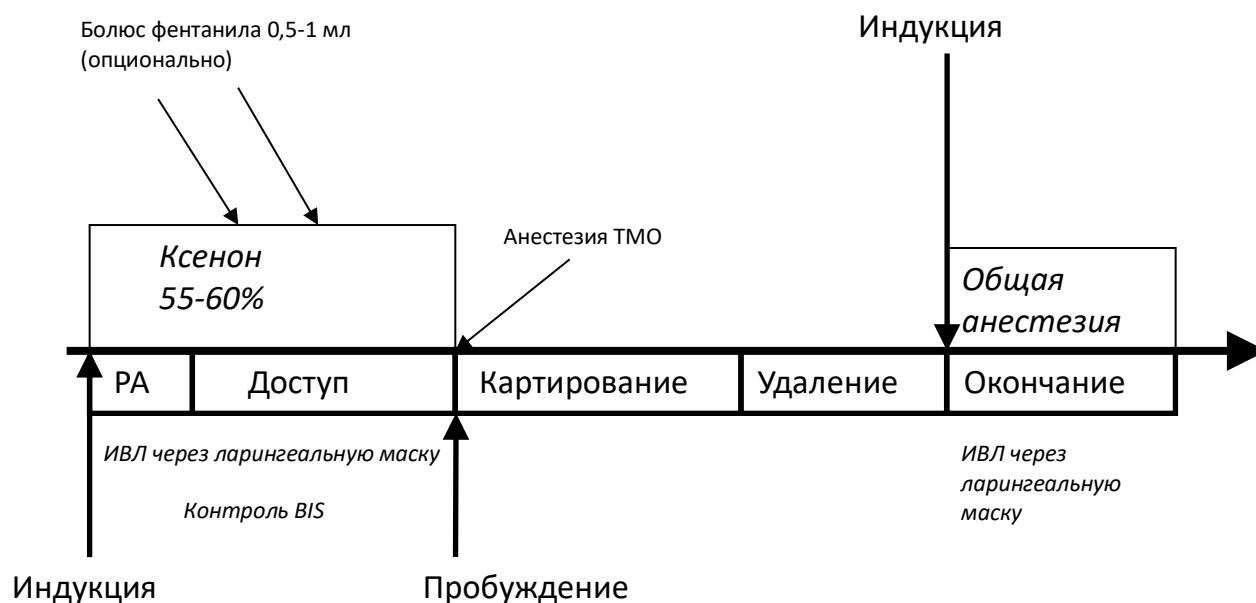 Болюс фентанила 0,5-1 мл
(опционально)
Индукция
Ксенон
55-60%
Анестезия ТМО
Общая
анестезия
РА
Доступ
Картирование
Удаление
Окончание
ИВЛ через ларингеальную маску
Контроль BIS
ИВЛ через
ларингеальную
маску
Индукция
Пробуждение